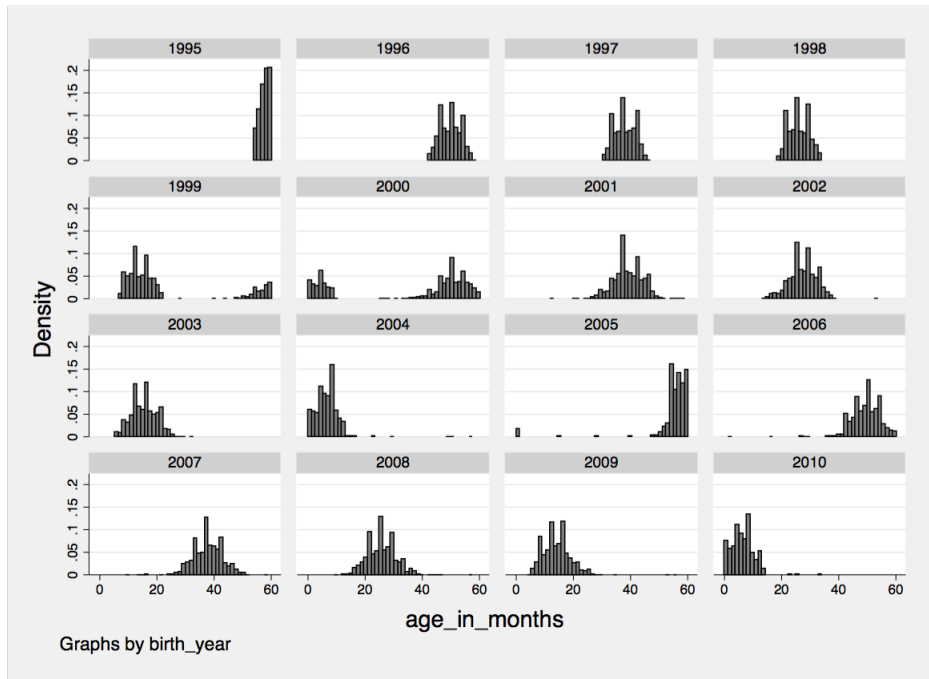 1995 1996 1997 1998
0 .05 .1 .15 .2
1999 2000 2001 2002
0 .05 .1 .15 .2
2003 2004 2005 2006
0 .05 .1 .15 .2
2007 2008 2009 2010
0 .05 .1 .15 .2
0 20 40 60 0 20 40 60 0 20 40 60 0 20 40 60
Density
age_in_months
Graphs by birth_year